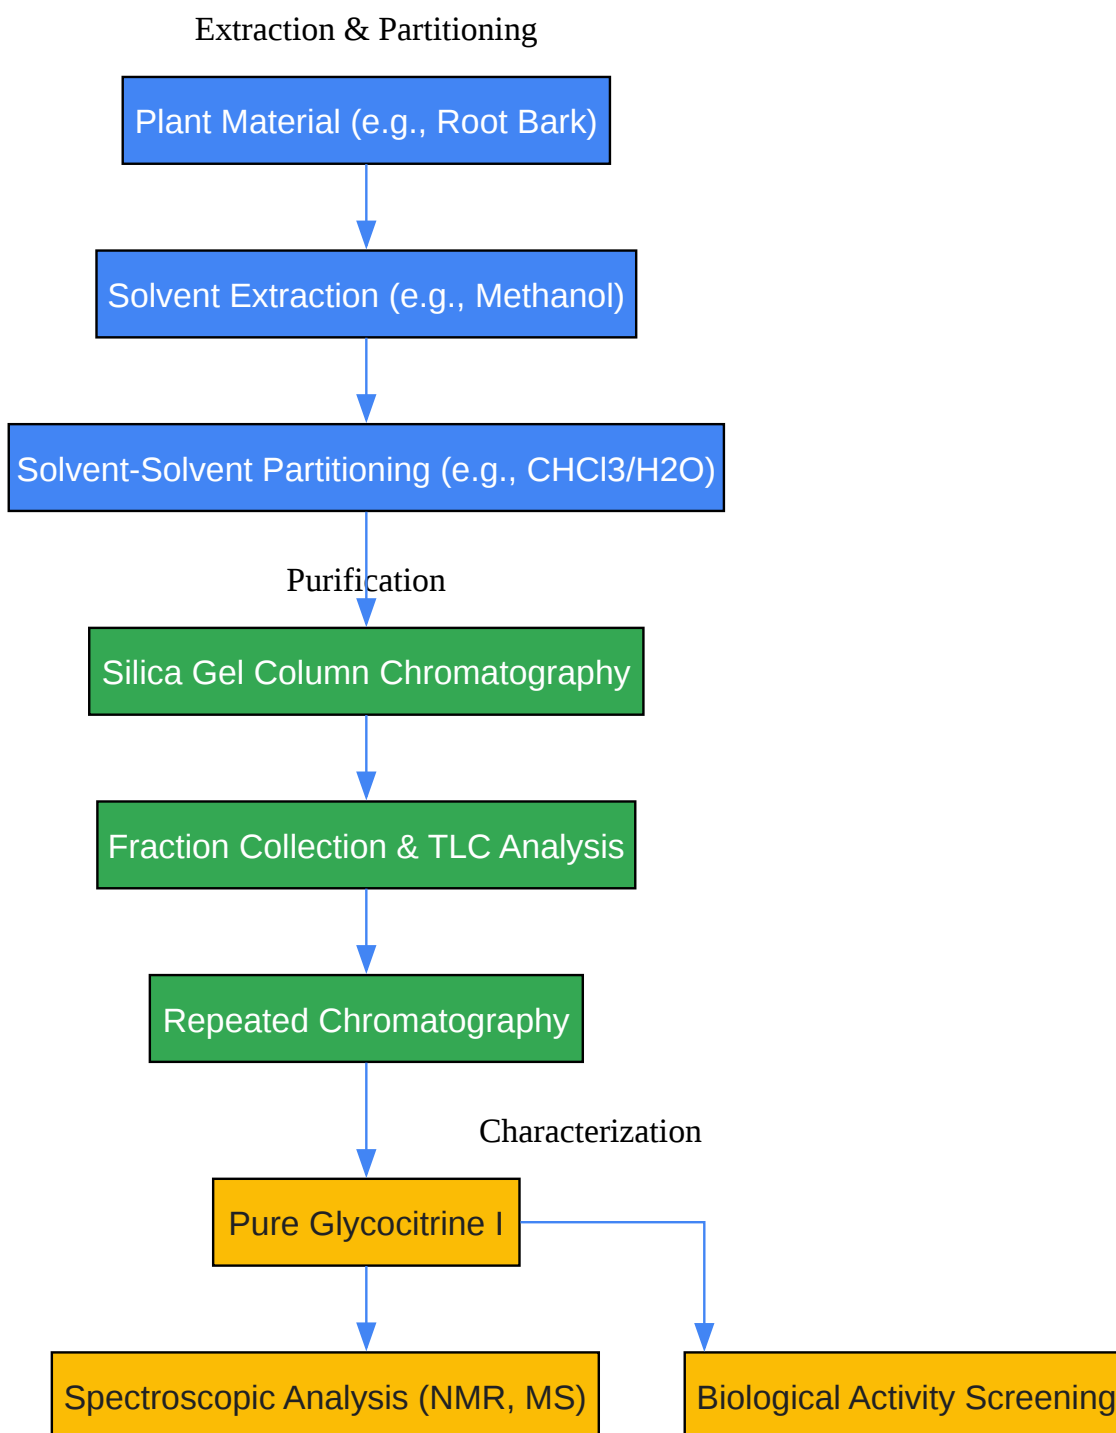 Extraction & Partitioning
Plant Material (e.g., Root Bark)
Solvent Extraction (e.g., Methanol)
Solvent-Solvent Partitioning (e.g., CHCl3/H2O)
Purification
Silica Gel Column Chromatography
Fraction Collection & TLC Analysis
Repeated Chromatography
Characterization
Pure Glycocitrine I
Spectroscopic Analysis (NMR, MS)
Biological Activity Screening